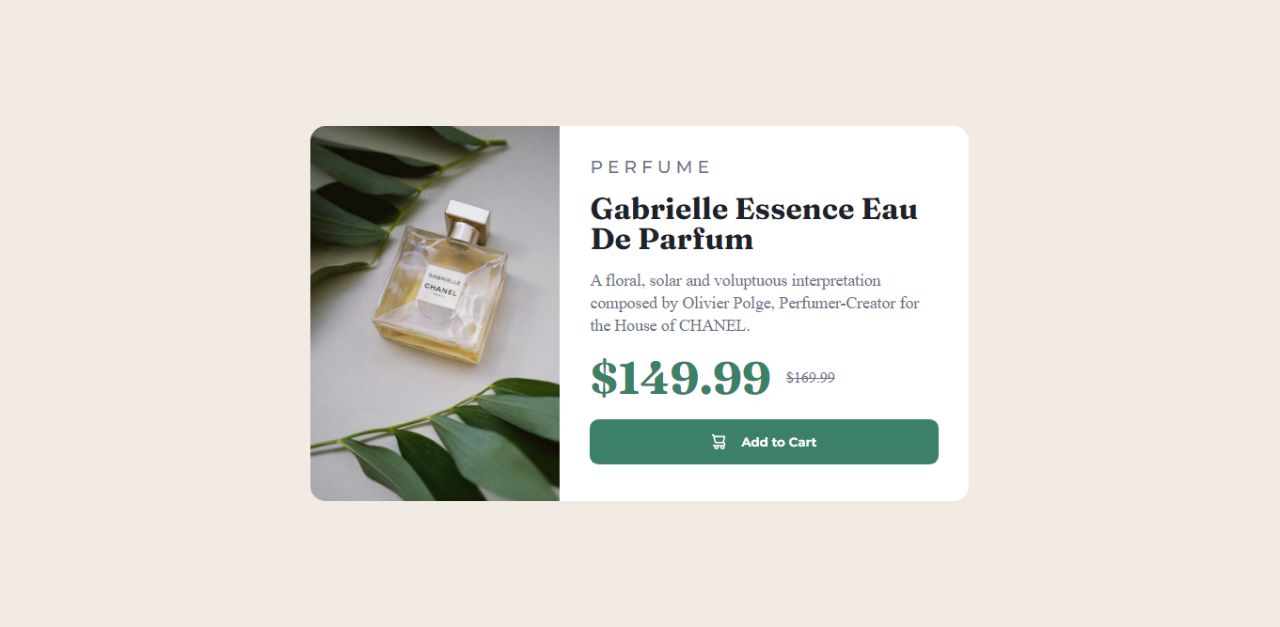 GABRIELLE
CHANEL
PERFUME
Gabrielle Essence Eau
De Parfum
A floral, solar and voluptuous interpretation
composed by Olivier Polge, Perfumer-Creator for
the House of CHANEL.
$149.99 $169.99
Add to Cart